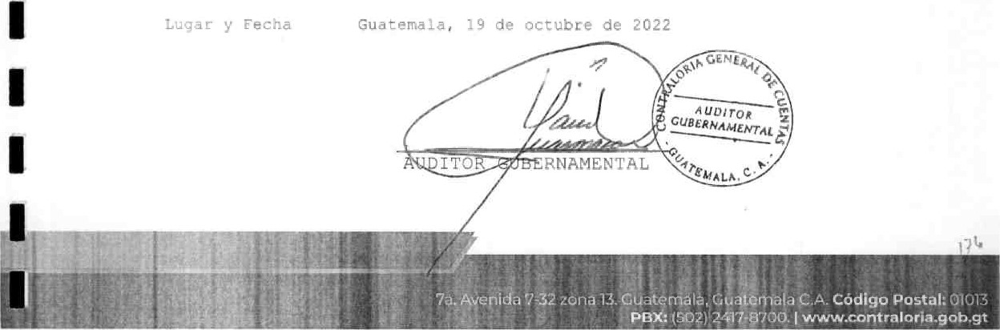 Lugar y Fecha Guatemala, 19 de octubre de 2022
CONTRALORIA GENERAL DE CUENTAS
AUDITOR
GUBERNAMENTAL
- GUATEMALA, C. A. -
AUDITOR GUBERNAMENTAL
176
7a. Avenida 7-32 zona 13. Guatemala, Guatemala C.A. Código Postal: 01013
PBX: (502) 2417-8700. | www.contraloria.gob.gt